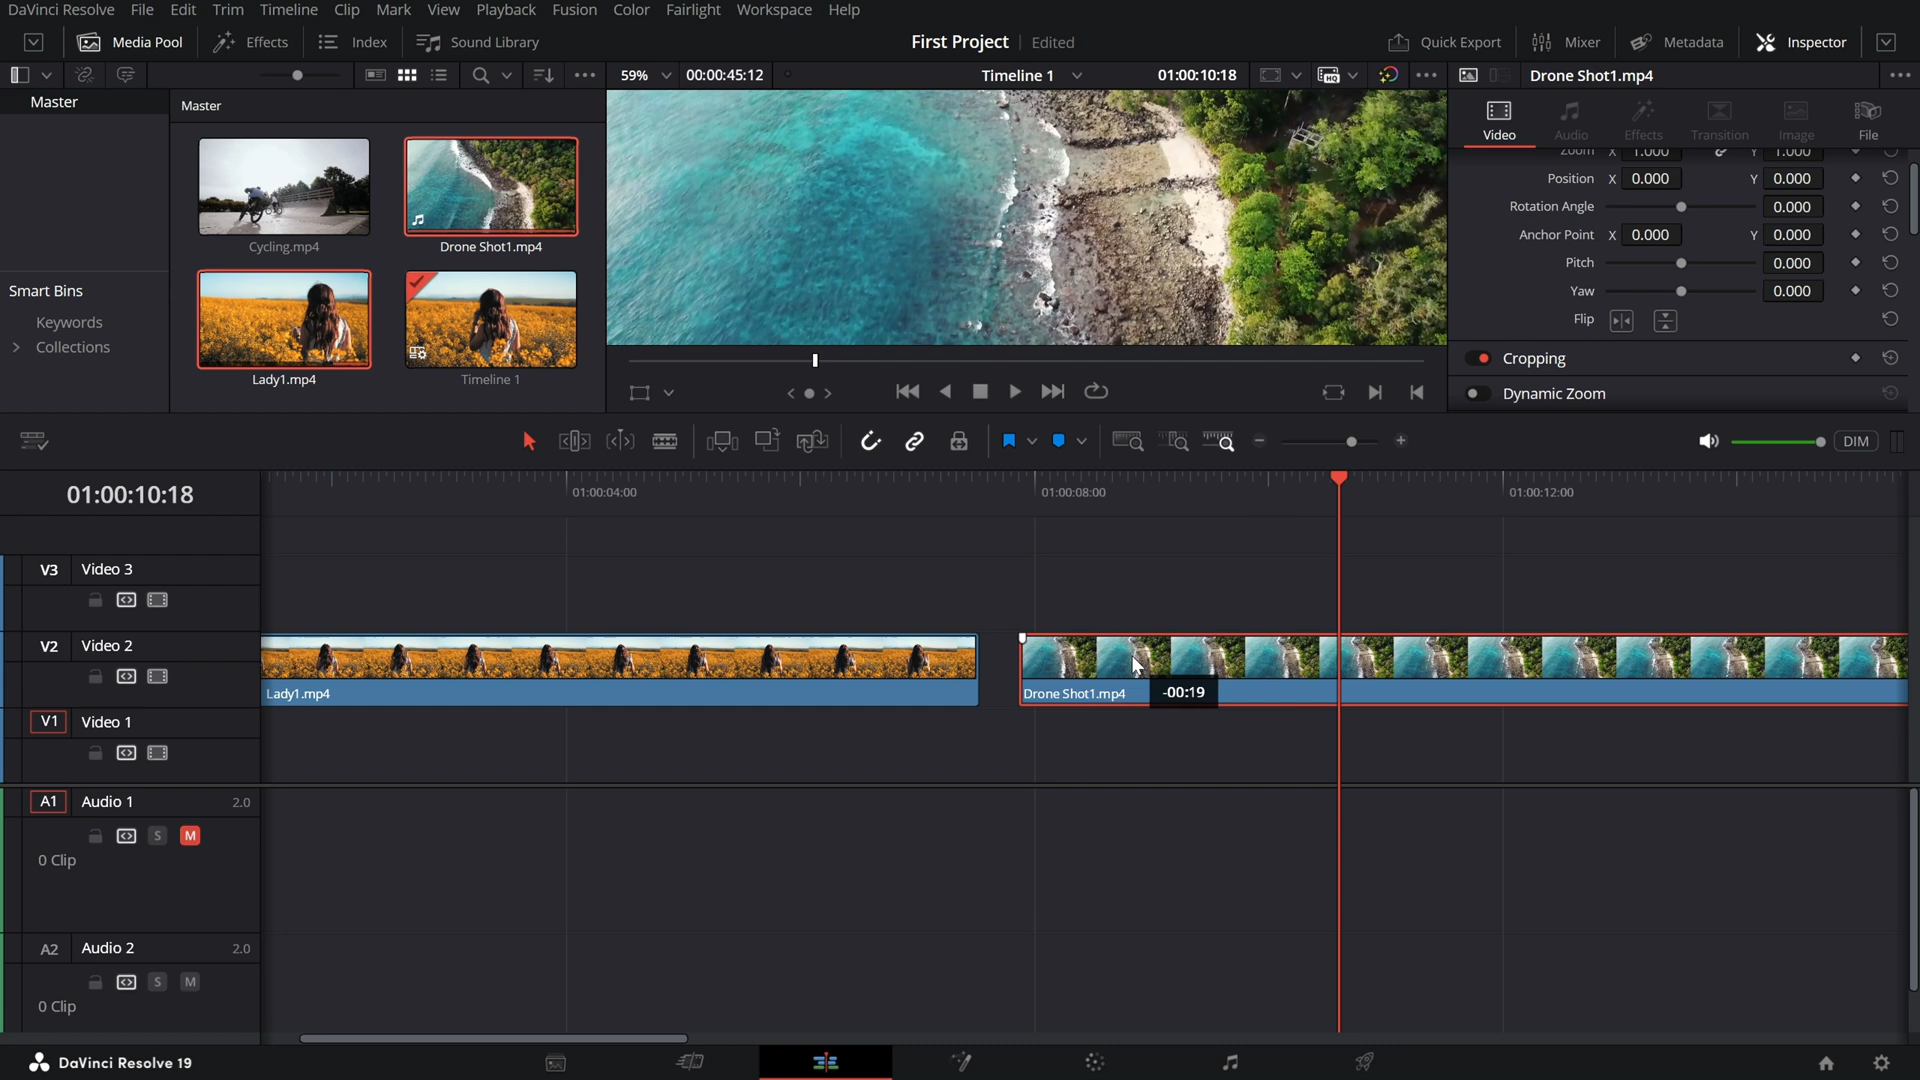 DaVinci Resolve File Edit Trim Timeline Clip Mark View Playback Fusion Color Fairlight Workspace Help
Media Pool Effects Index Sound Library First Project Edited Quick Export Mixer Metadata Inspector
59% 00:00:45:12 Timeline 1 01:00:10:18 HQ Drone Shot1.mp4
Master
Master
Video Audio Effects Transition Image File
Zoom X 1.000 Y 1.000
Position X 0.000 Y 0.000
Rotation Angle 0.000
Anchor Point X 0.000 Y 0.000
Pitch 0.000
Yaw 0.000
Flip
Cropping
Dynamic Zoom
Cycling.mp4 Drone Shot1.mp4
Smart Bins
Keywords
Collections
Lady1.mp4 Timeline 1
DIM
01:00:10:18
01:00:04:00 01:00:08:00 01:00:12:00
V3 Video 3
V2 Video 2
Lady1.mp4 Drone Shot1.mp4 -00:19
V1 Video 1
A1 Audio 1 2.0
S M
0 Clip
A2 Audio 2 2.0
S M
0 Clip
DaVinci Resolve 19